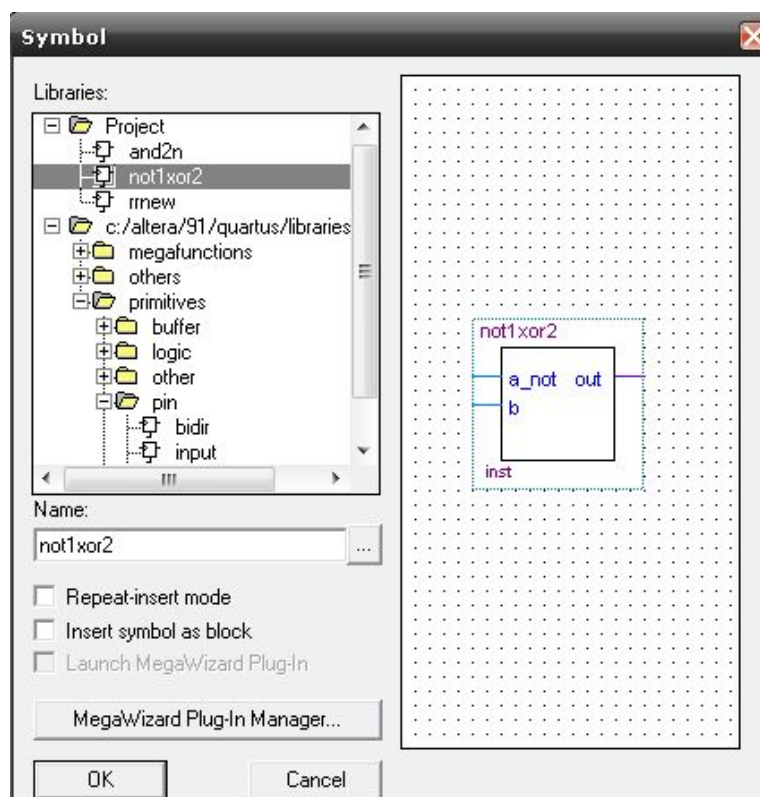 Symbol
Libraries:
Project
and2n
not1xor2
rrnew
c:/altera/91/quartus/libraries
megafunctions
others
primitives
buffer
logic
other
pin
bidir
input
Name:
not1xor2
...
Repeat-insert mode
Insert symbol as block
Launch MegaWizard Plug-In
MegaWizard Plug-In Manager...
OK Cancel
not1xor2
a_not out
b
inst